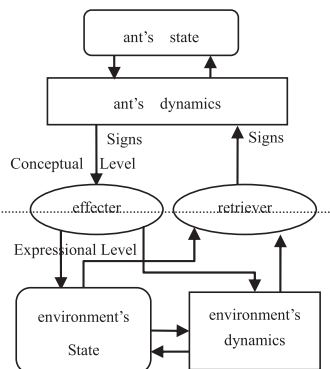 ant's state
ant's dynamics
Signs
Signs
Conceptual Level
effecter
retriever
Expressional Level
environment's
State
environment's
dynamics